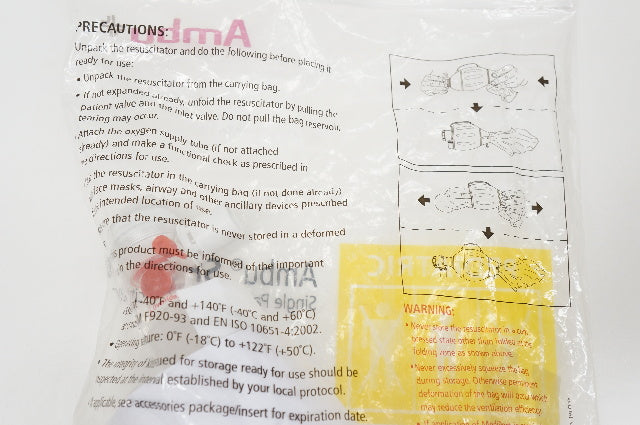 PRECAUTIONS:
Unpack the resuscitator and do the following before placing it
ready for use:
• Unpack the resuscitator from the carrying bag.
• If not expanded already, unfold the resuscitator by pulling the
patient valve and the inlet valve. Do not pull the bag reservoir,
tearing may occur.
Attach the oxygen supply tube (if not attached
ready) and make a functional check as prescribed in
directions for use.
the resuscitator in the carrying bag (if not done already)
masks, airway and other ancillary devices prescribed
intended location of use.
that the resuscitator is never stored in a deformed
product must be informed of the important
in the directions for use.
Ambu
Ambu
Single
-40°F and +140°F (-40°C and +60°C)
F920-93 and EN ISO 10651-4:2002.
• Operating 0°F (-18°C) to +122°F (+50°C).
• The integrity of for storage ready for use should be
inspected at the interval established by your local protocol.
applicable, see accessories package/insert for expiration date.
WARNING:
• Never store the resuscitator in a
state other than folded
folding zone as shown above.
• Never excessively squeeze the bag
during storage. Otherwise permanent
deformation of the bag will which
may reduce the ventilation efficiency.
• If application of